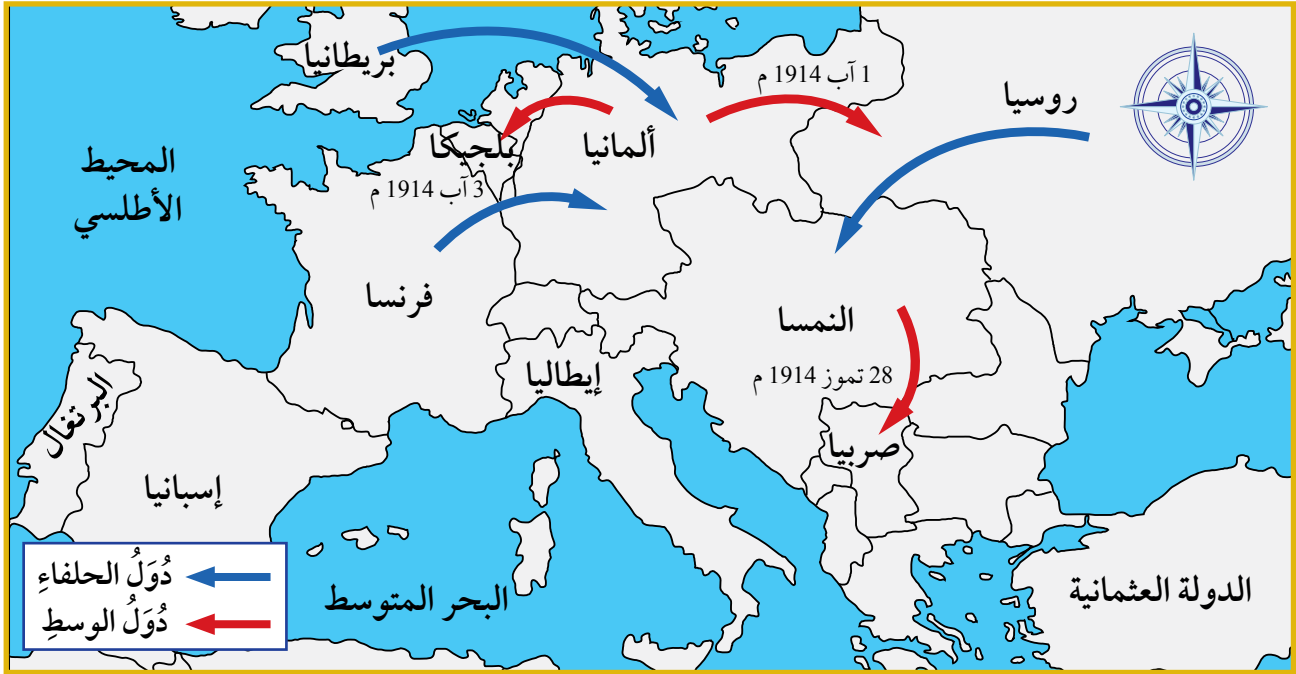 بريطانيا
1 آب 1914 م
روسيا
ألمانيا
بلجيكا
3 آب 1914 م
المحيط
الأطلسي
فرنسا
النمسا
28 تموز 1914 م
إيطاليا
البرتغال
صربيا
إسبانيا
الدولة العثمانية
البحر المتوسط
دُوَلُ الحلفاءِ
دُوَلُ الوسطِ